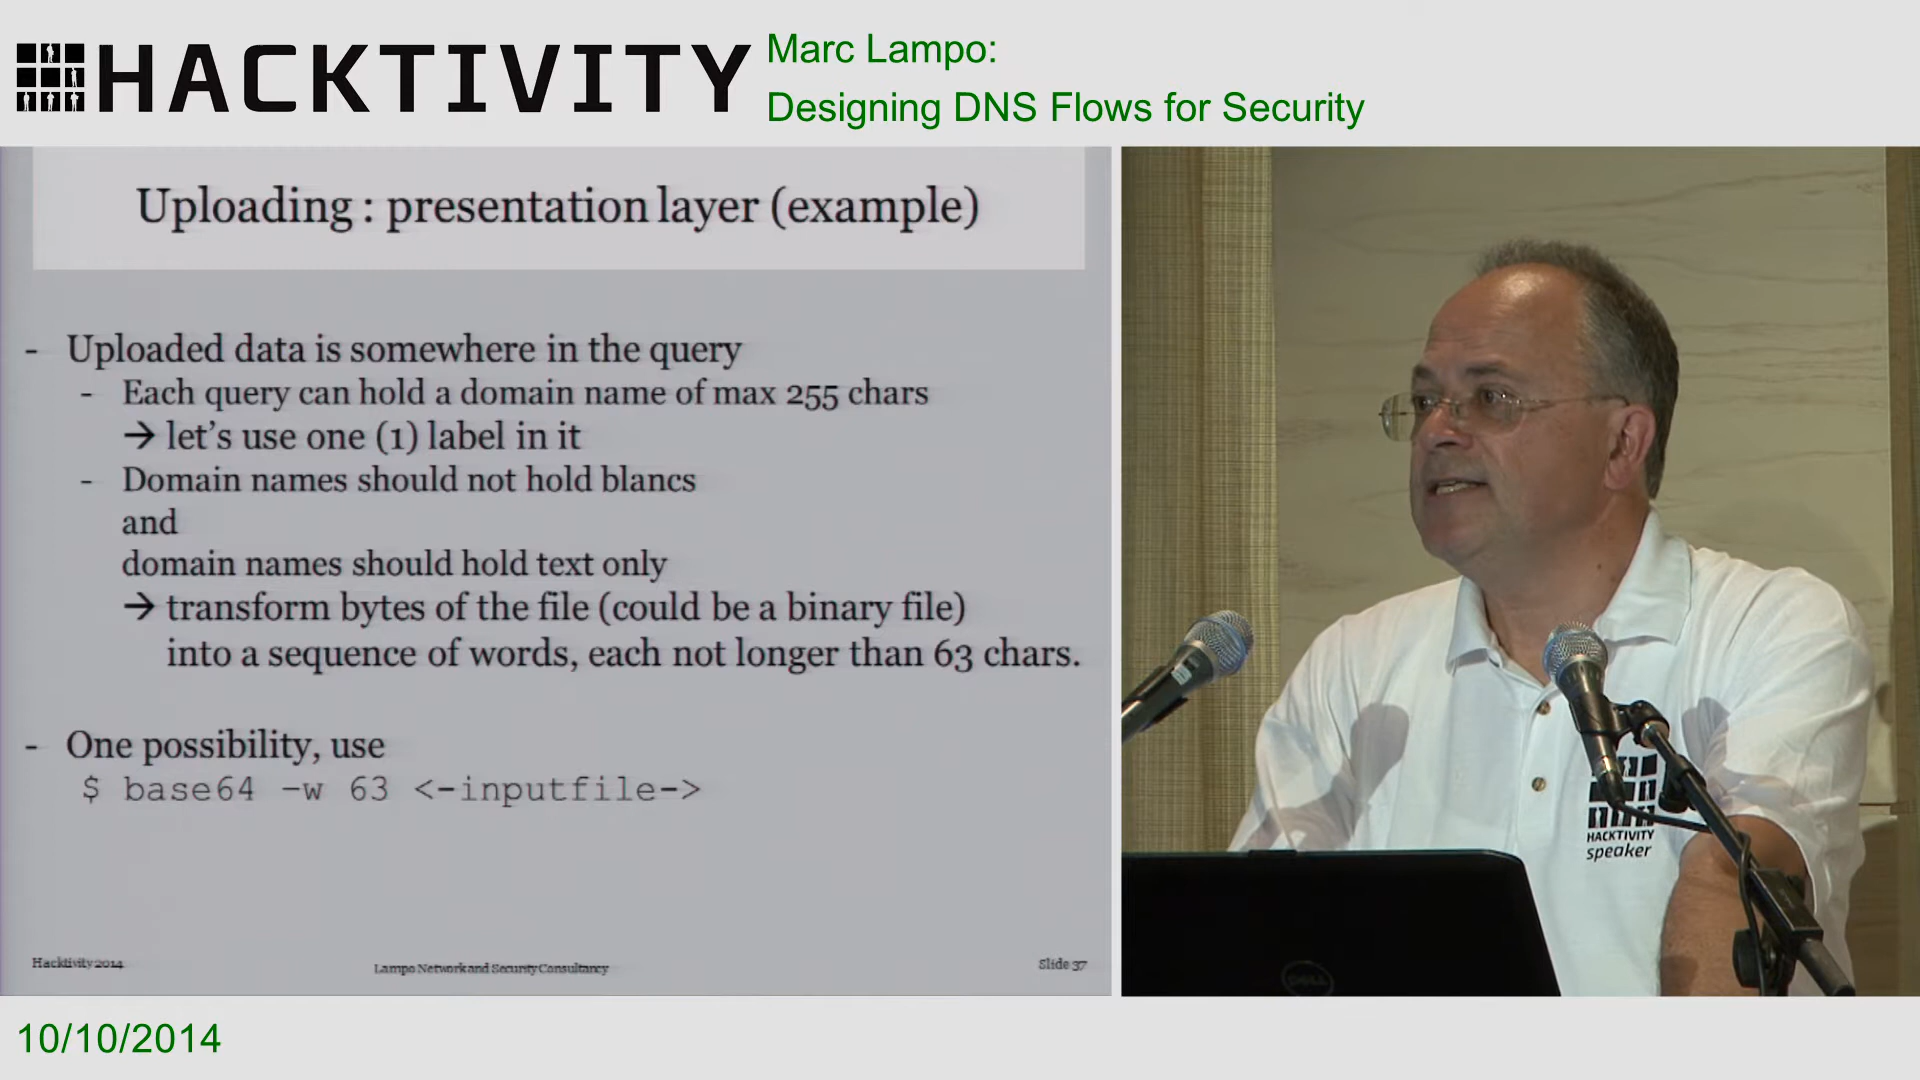 HACKTIVITY
Marc Lampo:
Designing DNS Flows for Security
Uploading : presentation layer (example)
- Uploaded data is somewhere in the query
- Each query can hold a domain name of max 255 chars
→ let's use one (1) label in it
- Domain names should not hold blancs
and
domain names should hold text only
→ transform bytes of the file (could be a binary file)
into a sequence of words, each not longer than 63 chars.
- One possibility, use
$ base64 –w 63 <-inputfile->
Hacktivity 2014
Lampo Network and Security Consultancy
Slide 37
HACKTIVITY
speaker
DELL
10/10/2014